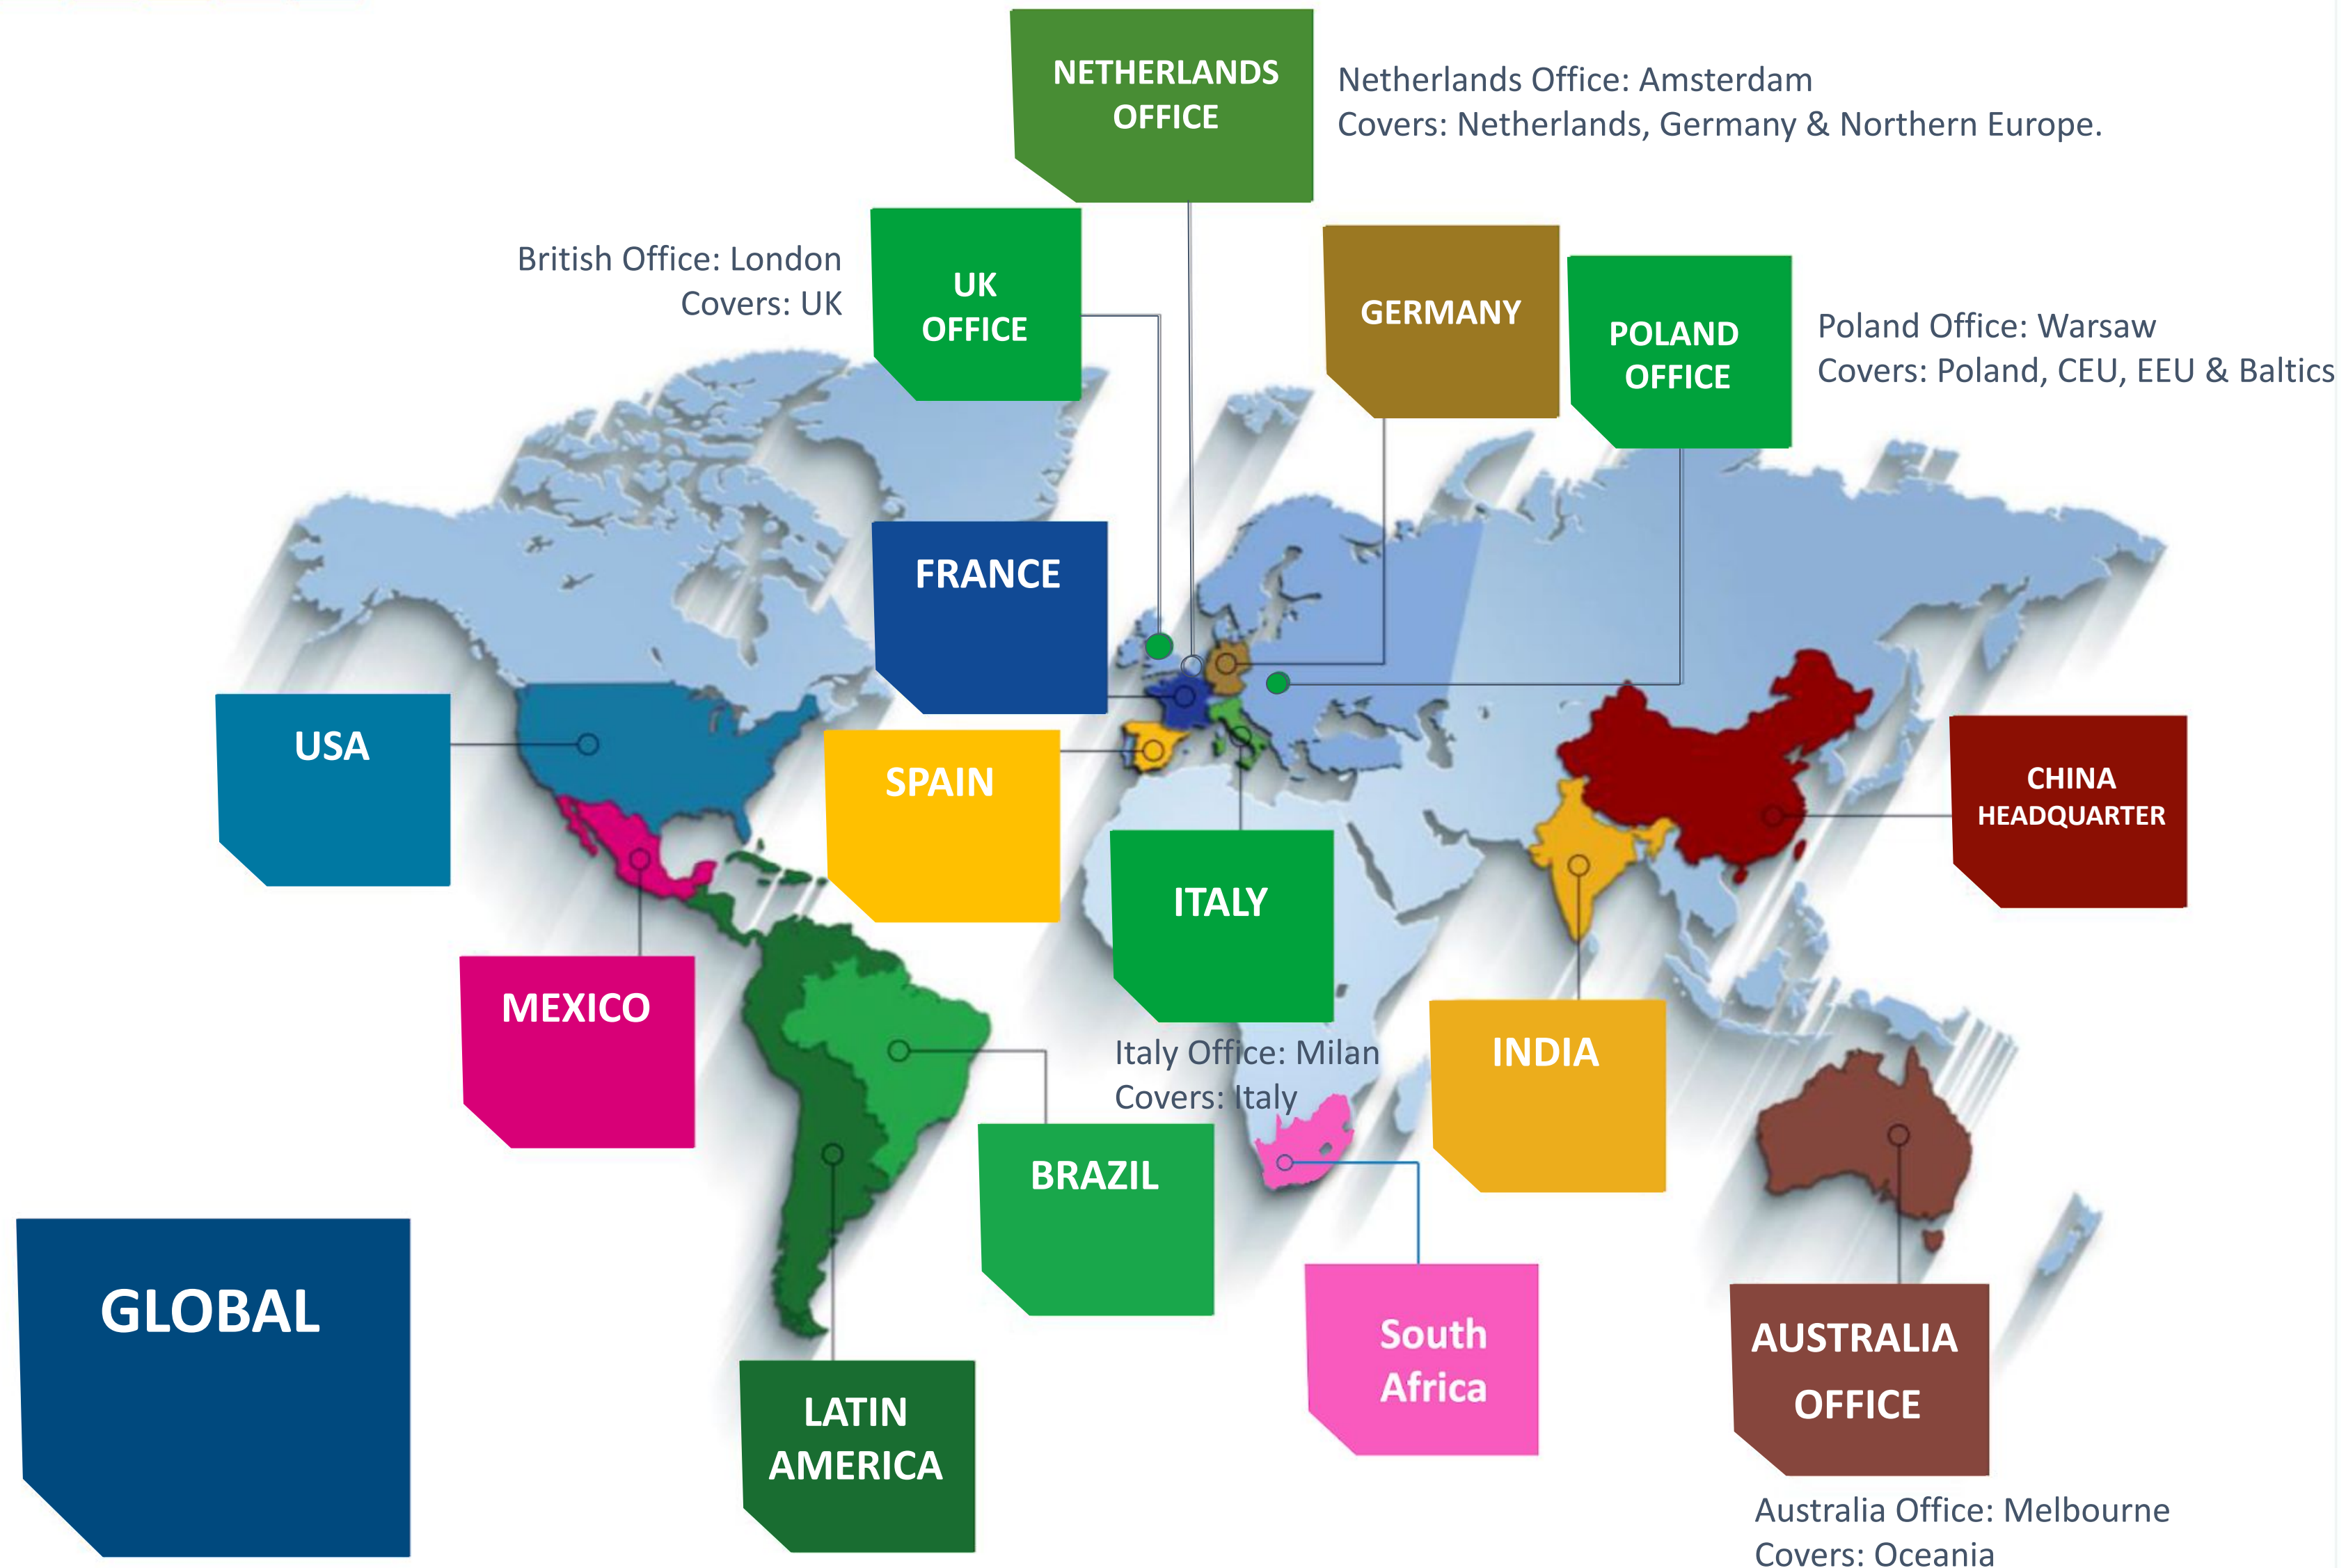 NETHERLANDS
OFFICE
Netherlands Office: Amsterdam
Covers: Netherlands, Germany & Northern Europe.
British Office: London
Covers: UK
UK
OFFICE
GERMANY
POLAND
OFFICE
Poland Office: Warsaw
Covers: Poland, CEU, EEU & Baltics
FRANCE
USA
SPAIN
CHINA
HEADQUARTER
ITALY
Italy Office: Milan
Covers: Italy
MEXICO
INDIA
BRAZIL
GLOBAL
South
Africa
AUSTRALIA
OFFICE
LATIN
AMERICA
Australia Office: Melbourne
Covers: Oceania